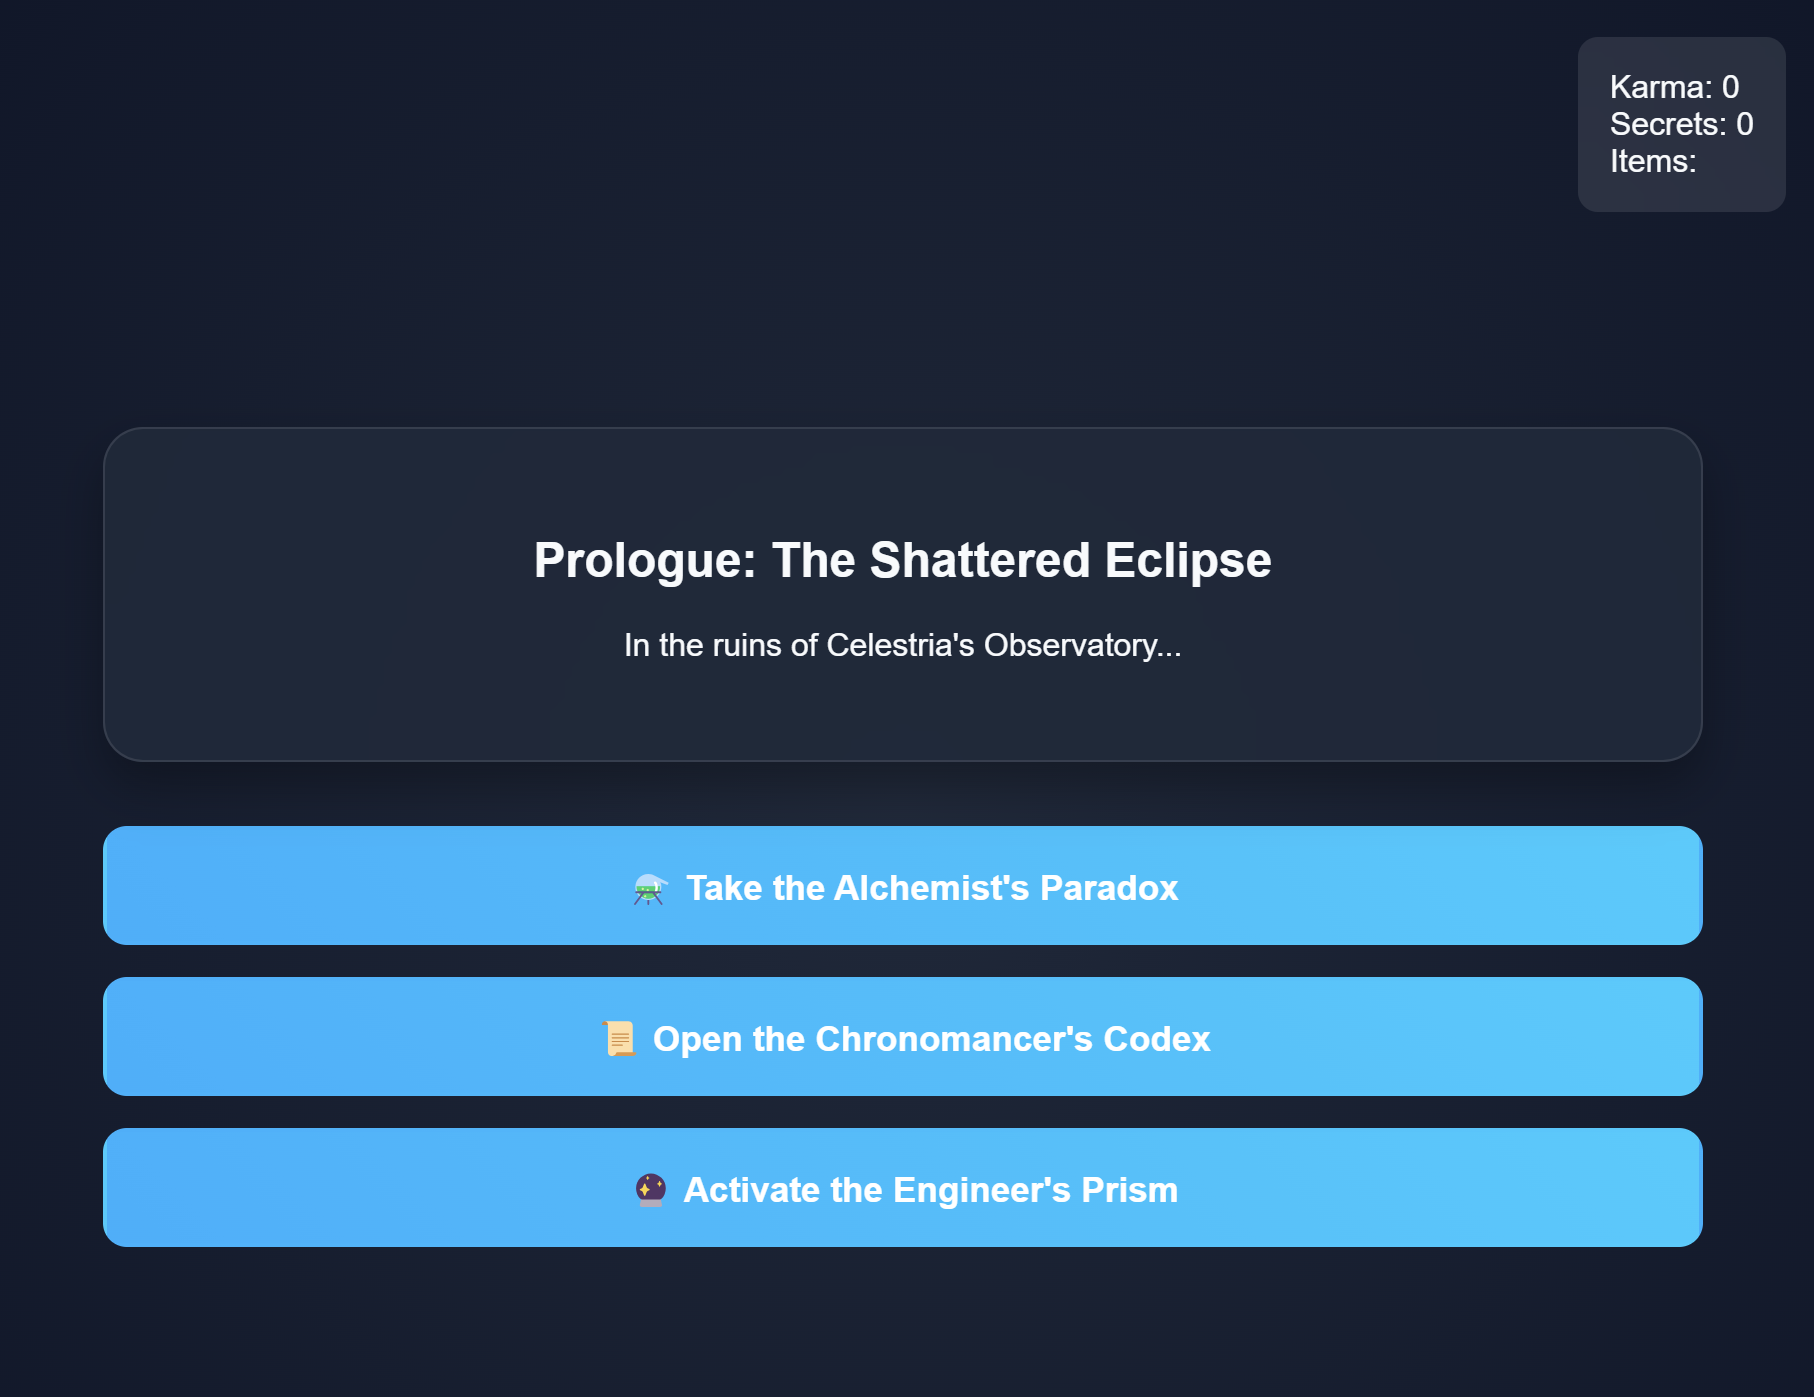 Karma: 0
Secrets: 0
Items:
Prologue: The Shattered Eclipse
In the ruins of Celestria's Observatory...
Take the Alchemist's Paradox
Open the Chronomancer's Codex
Activate the Engineer's Prism